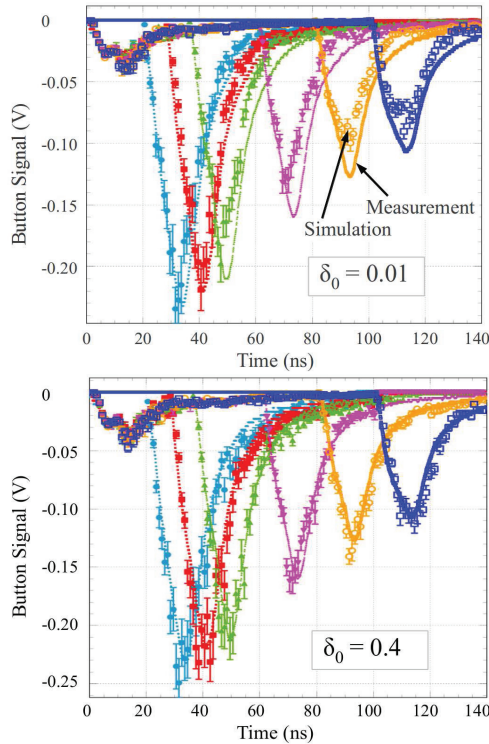 0
-0.05
-0.10
-0.15
-0.20
Button Signal (V)
Measurement
Simulation
δ₀ = 0.01
0 20 40 60 80 100 120 140
Time (ns)
0
-0.05
-0.10
-0.15
-0.20
-0.25
Button Signal (V)
δ₀ = 0.4
0 20 40 60 80 100 120 140
Time (ns)